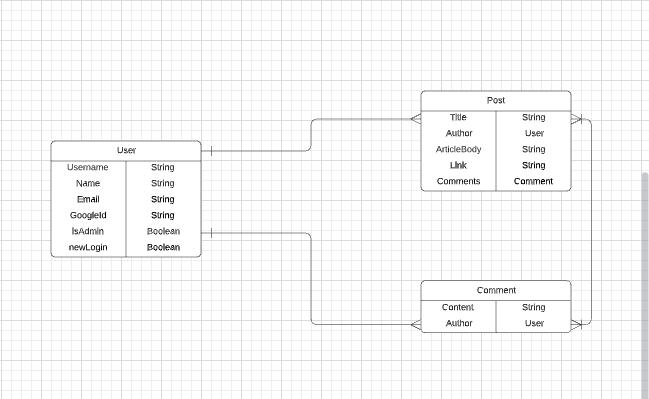 User
Username String
Name String
Email String
GoogleId String
IsAdmin Boolean
newLogin Boolean
Post
Title String
Author User
ArticleBody String
Link String
Comments Comment
Comment
Content String
Author User